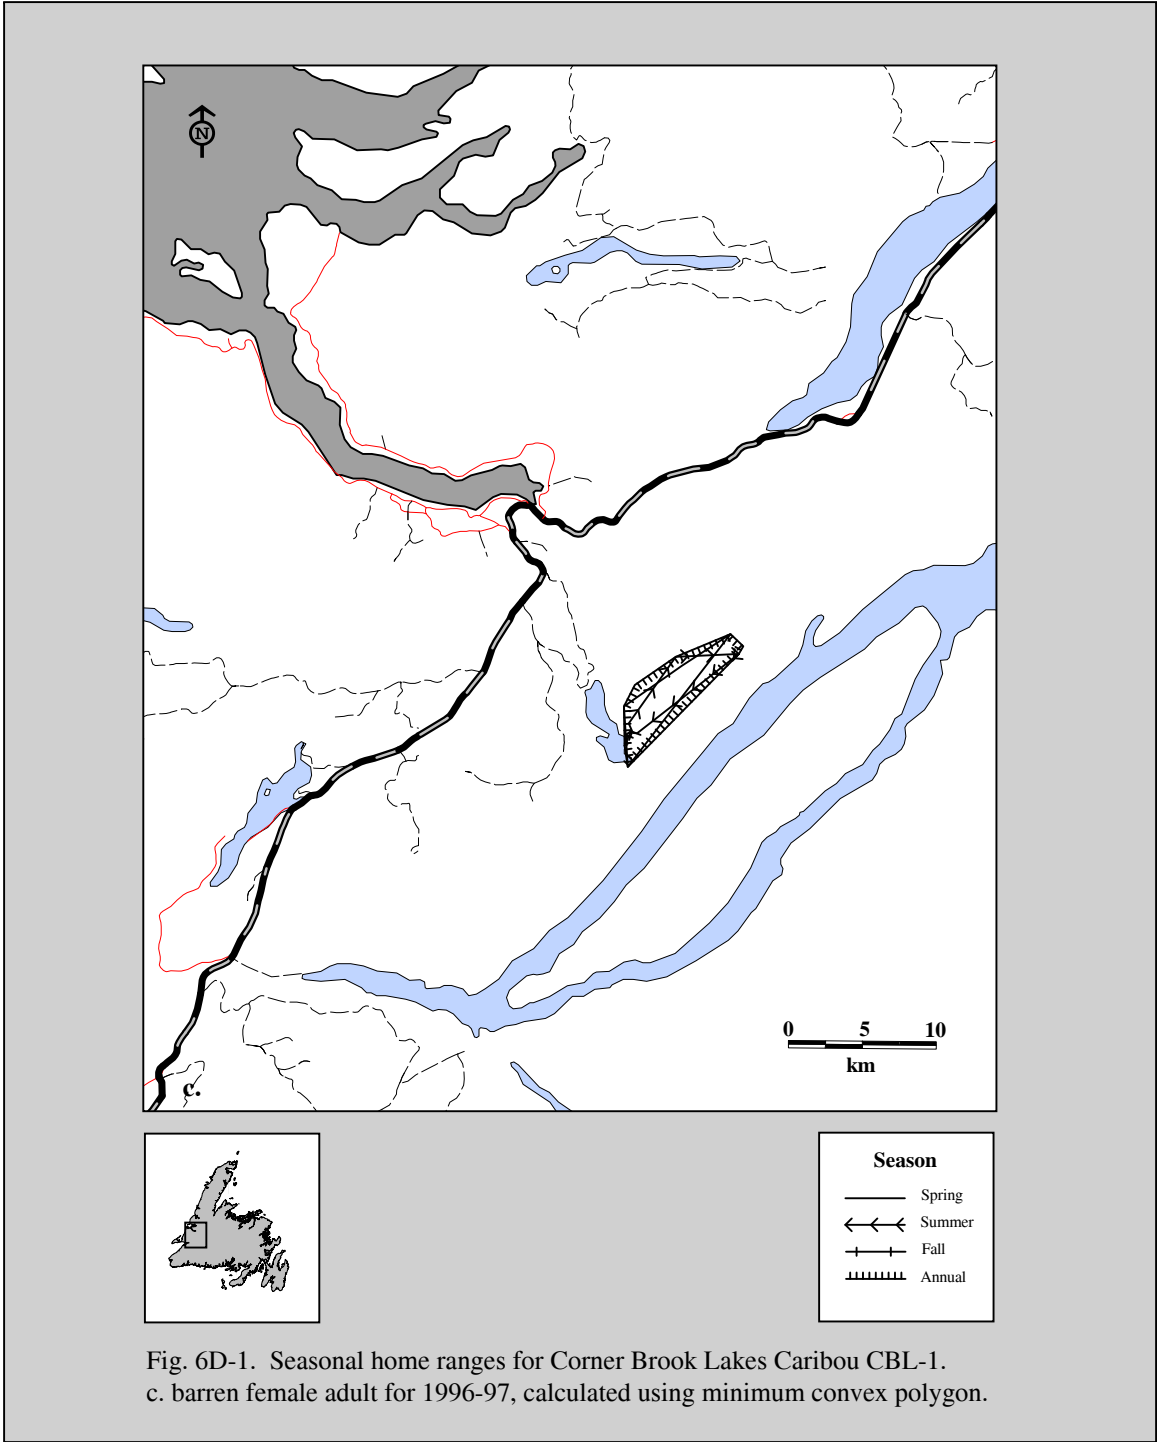 N
0 5 10
km
c.
Season
Spring
Summer
Fall
Annual
Fig. 6D-1. Seasonal home ranges for Corner Brook Lakes Caribou CBL-1.
c. barren female adult for 1996-97, calculated using minimum convex polygon.